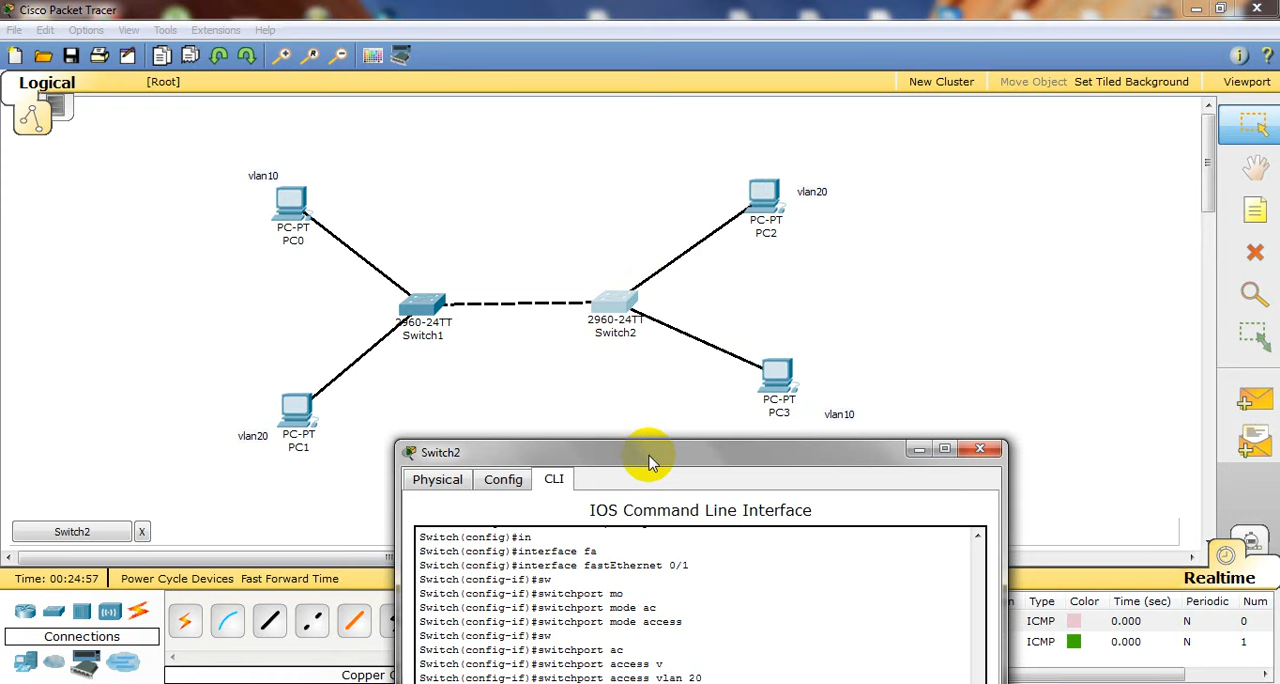 Cisco Packet Tracer
File Edit Options View Tools Extensions Help
Logical [Root] New Cluster Move Object Set Tiled Background Viewport
vlan10
PC-PT
PC0
vlan20
PC-PT
PC2
2960-24TT
Switch1
2960-24TT
Switch2
PC-PT
PC3
vlan10
vlan20
PC-PT
PC1
Switch2
Physical Config CLI
IOS Command Line Interface
Switch(config)#in
Switch(config)#interface fa
Switch(config)#interface fastEthernet 0/1
Switch(config-if)#sw
Switch(config-if)#switchport mo
Switch(config-if)#switchport mode ac
Switch(config-if)#switchport mode access
Switch(config-if)#sw
Switch(config-if)#switchport ac
Switch(config-if)#switchport access v
Switch(config-if)#switchport access vlan 20
Switch2 X
Time: 00:24:57 Power Cycle Devices Fast Forward Time
Realtime
Connections
Copper C
Type Color Time (sec) Periodic Num
ICMP 0.000 N 0
ICMP 0.000 N 1